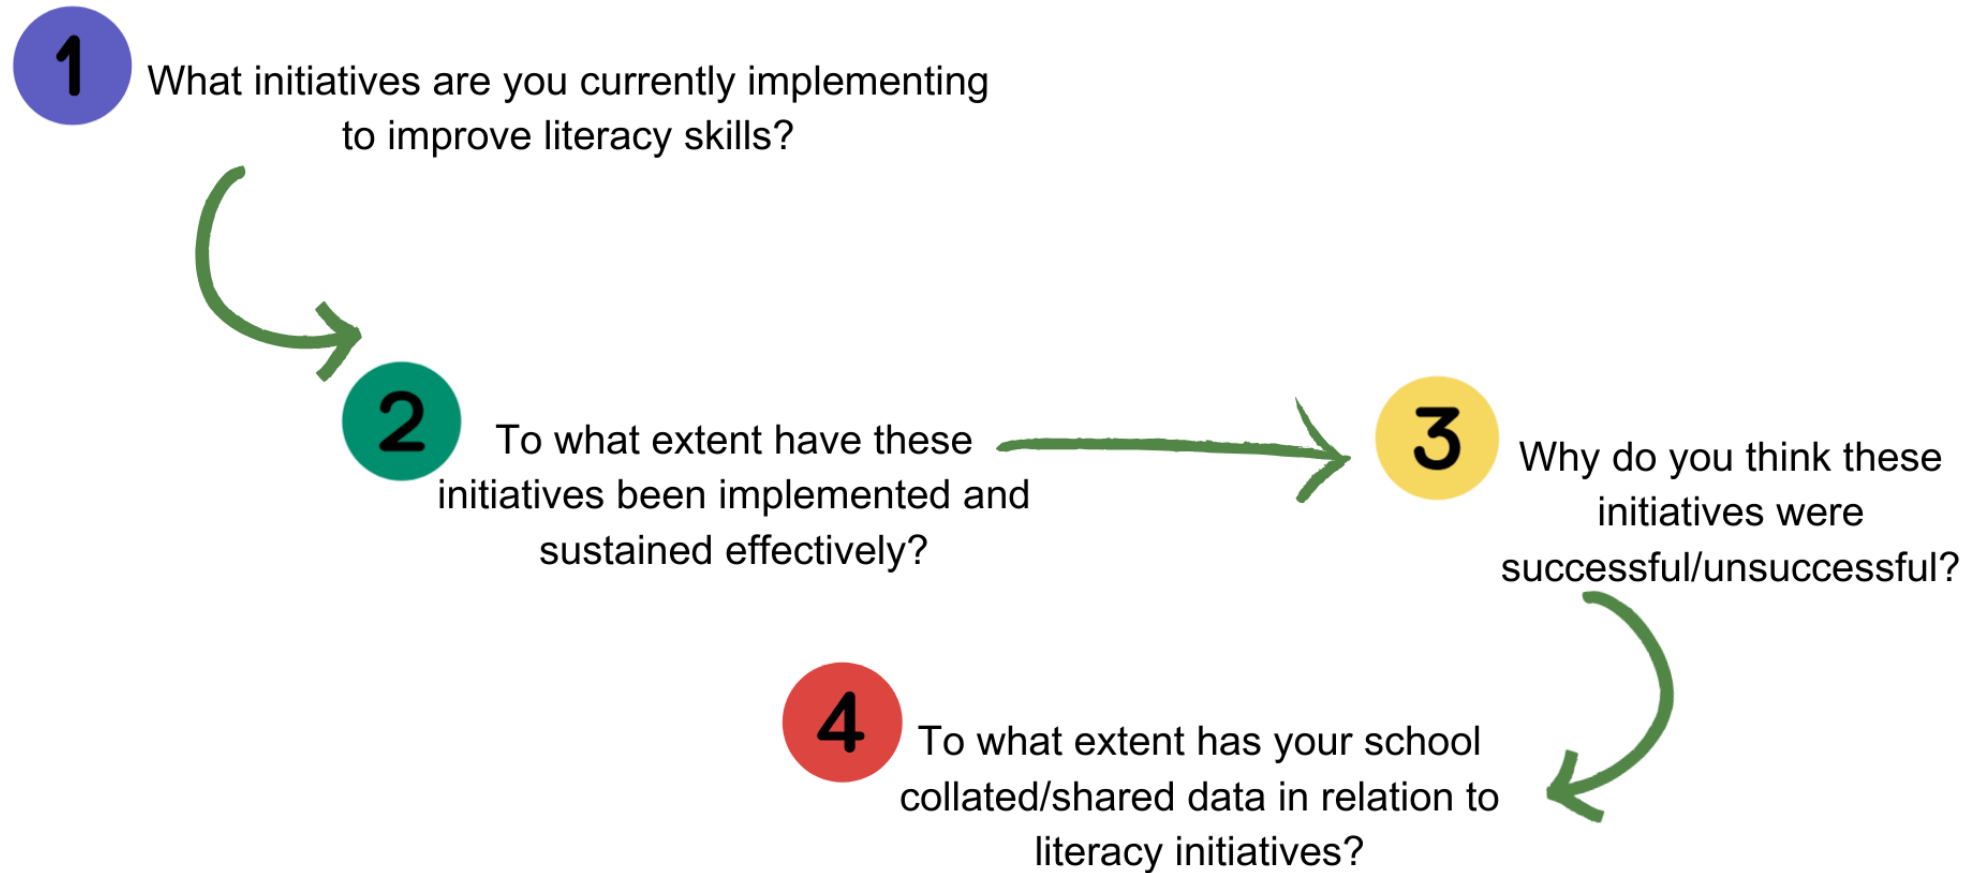 1
What initiatives are you currently implementing
to improve literacy skills?
2
To what extent have these
initiatives been implemented and
sustained effectively?
3
Why do you think these
initiatives were
successful/unsuccessful?
4
To what extent has your school
collated/shared data in relation to
literacy initiatives?